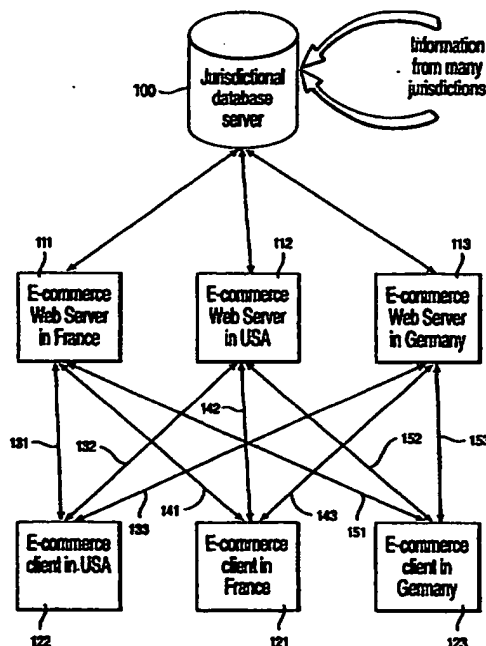 Jurisdictional
database
server
100
Information
from many
jurisdictions
111
112
113
E-commerce
Web Server
in France
E-commerce
Web Server
in USA
E-commerce
Web Server
in Germany
131
132
133
141
142
143
151
152
153
E-commerce
client in USA
E-commerce
client in
France
E-commerce
client in
Germany
122
121
123